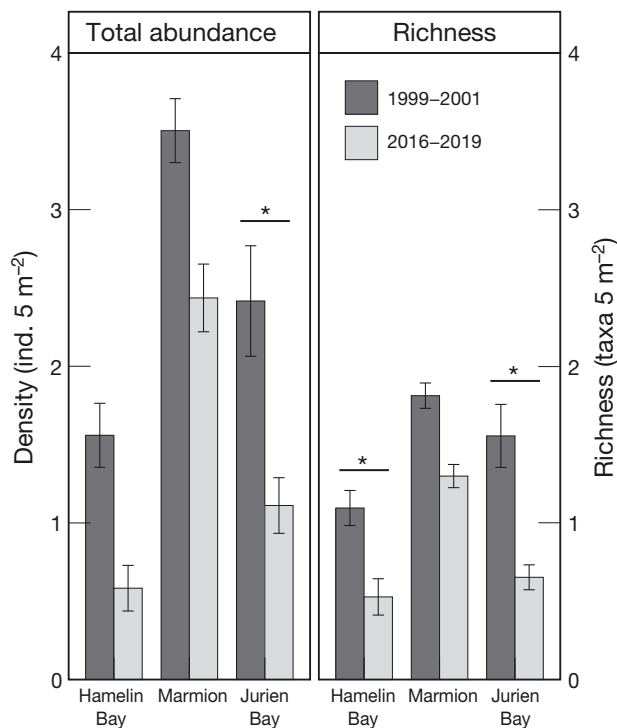 Total abundance
Richness
4
3
2
1
0
Density (ind. 5 m⁻²)
*
Hamelin
Bay
Marmion
Jurien
Bay
1999–2001
2016–2019
*
*
Hamelin
Bay
Marmion
Jurien
Bay
4
3
2
1
0
Richness (taxa 5 m⁻²)